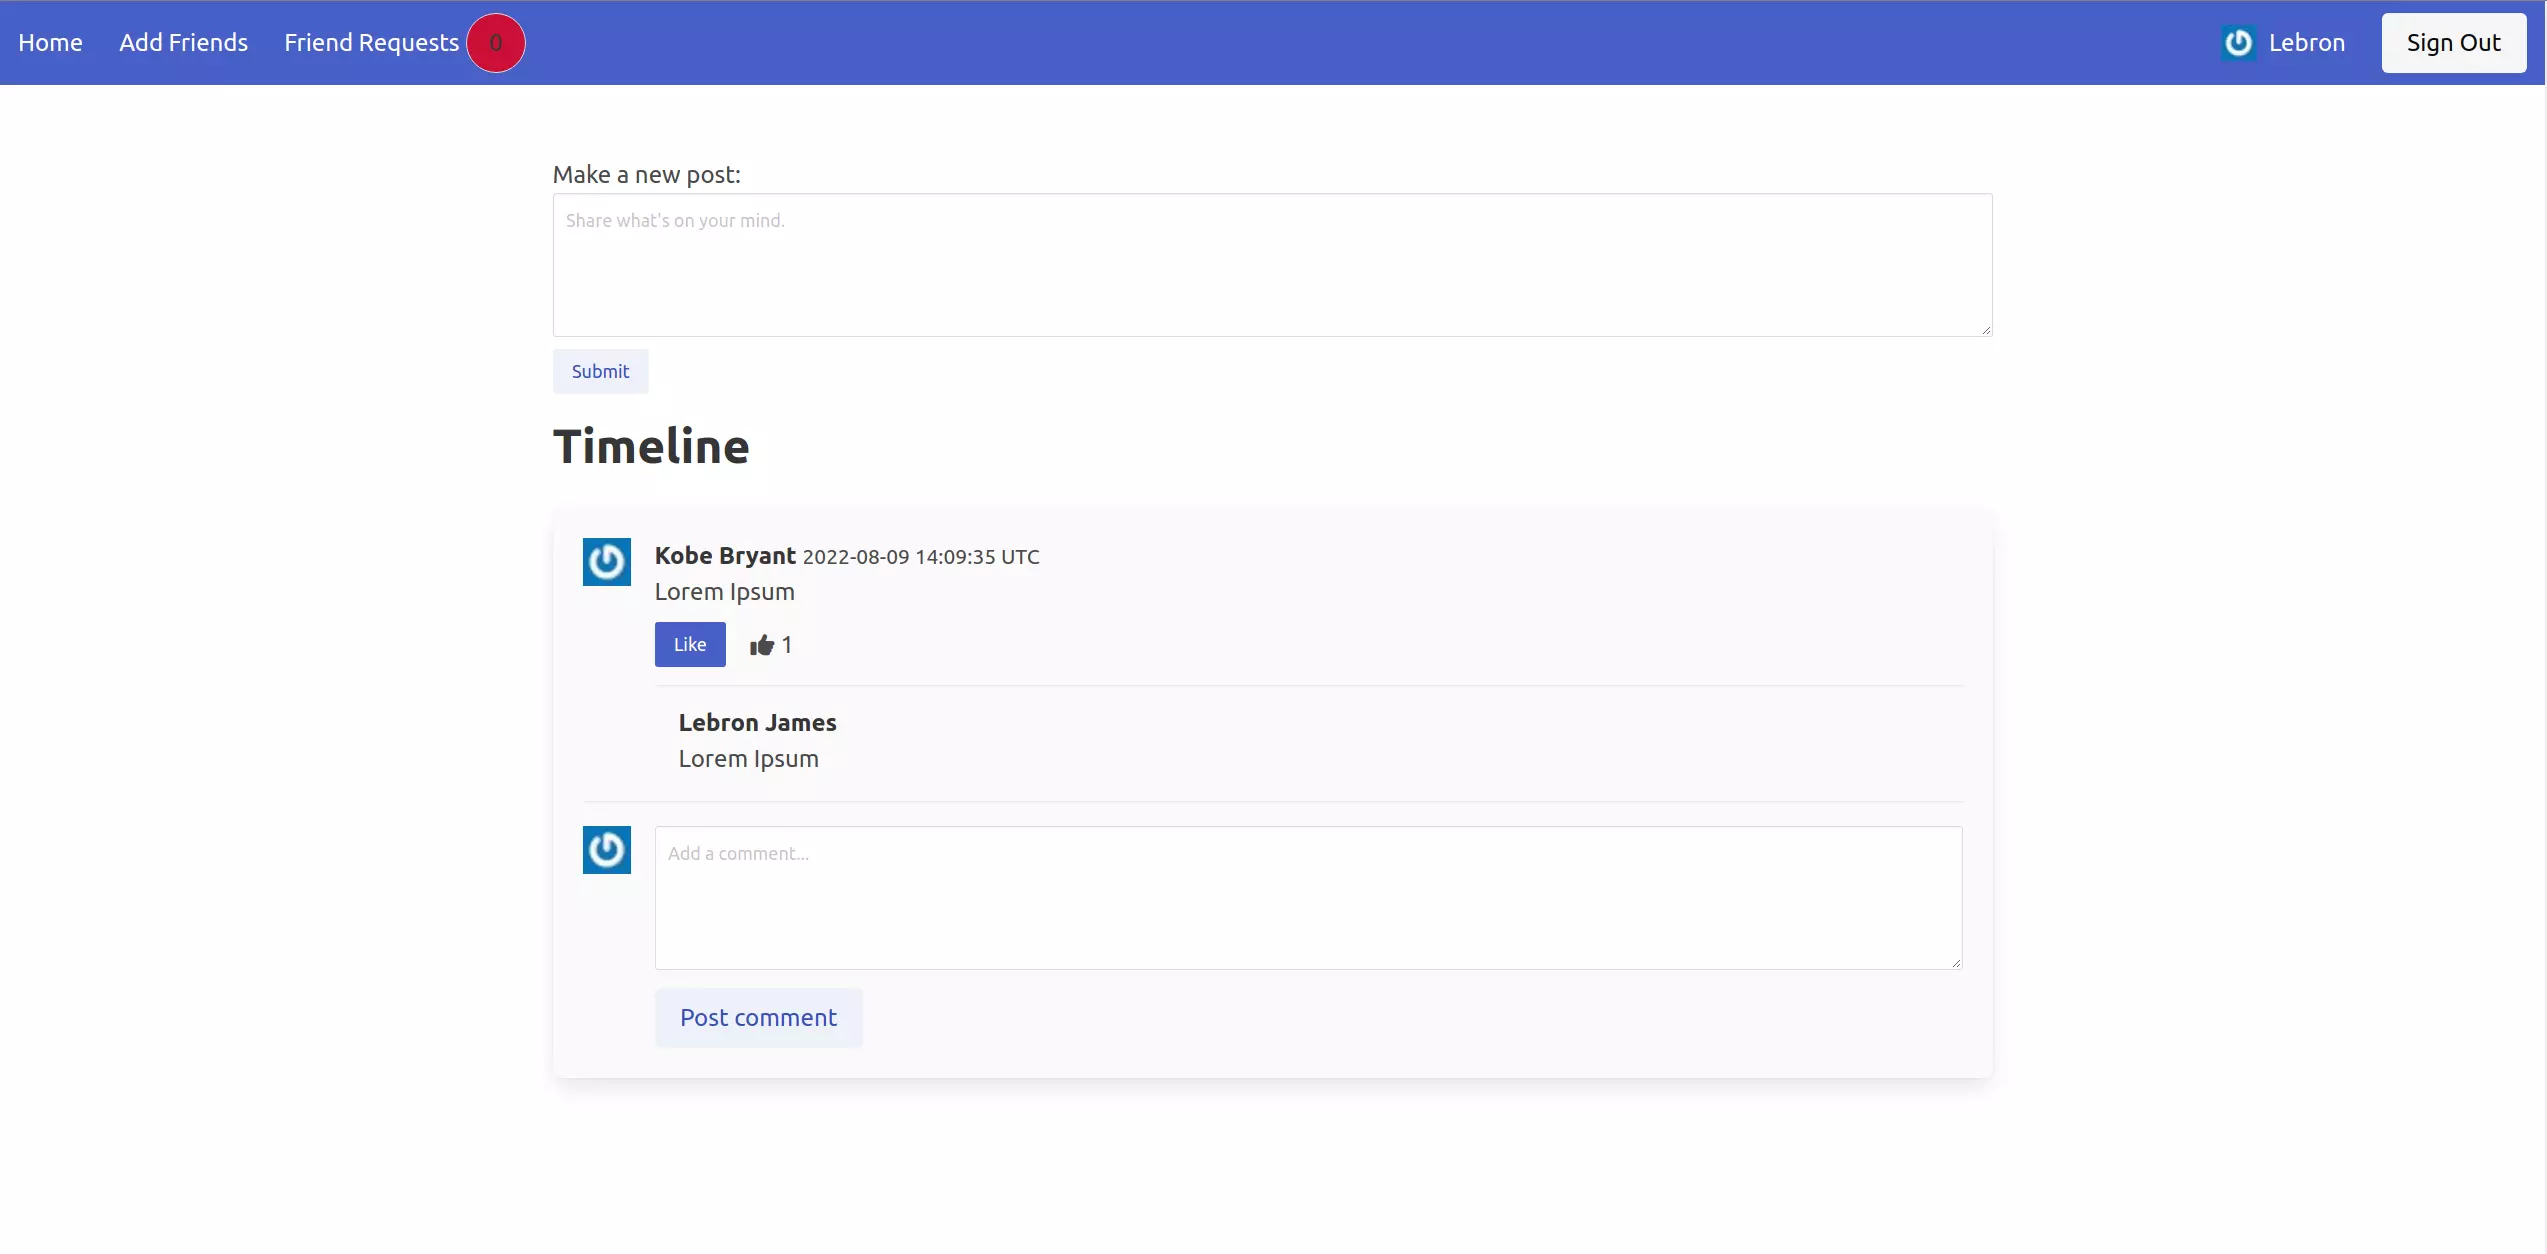 Home Add Friends Friend Requests 0 Lebron Sign Out
Make a new post:
Share what's on your mind.
Submit
Timeline
Kobe Bryant 2022-08-09 14:09:35 UTC
Lorem Ipsum
Like 1
Lebron James
Lorem Ipsum
Add a comment...
Post comment